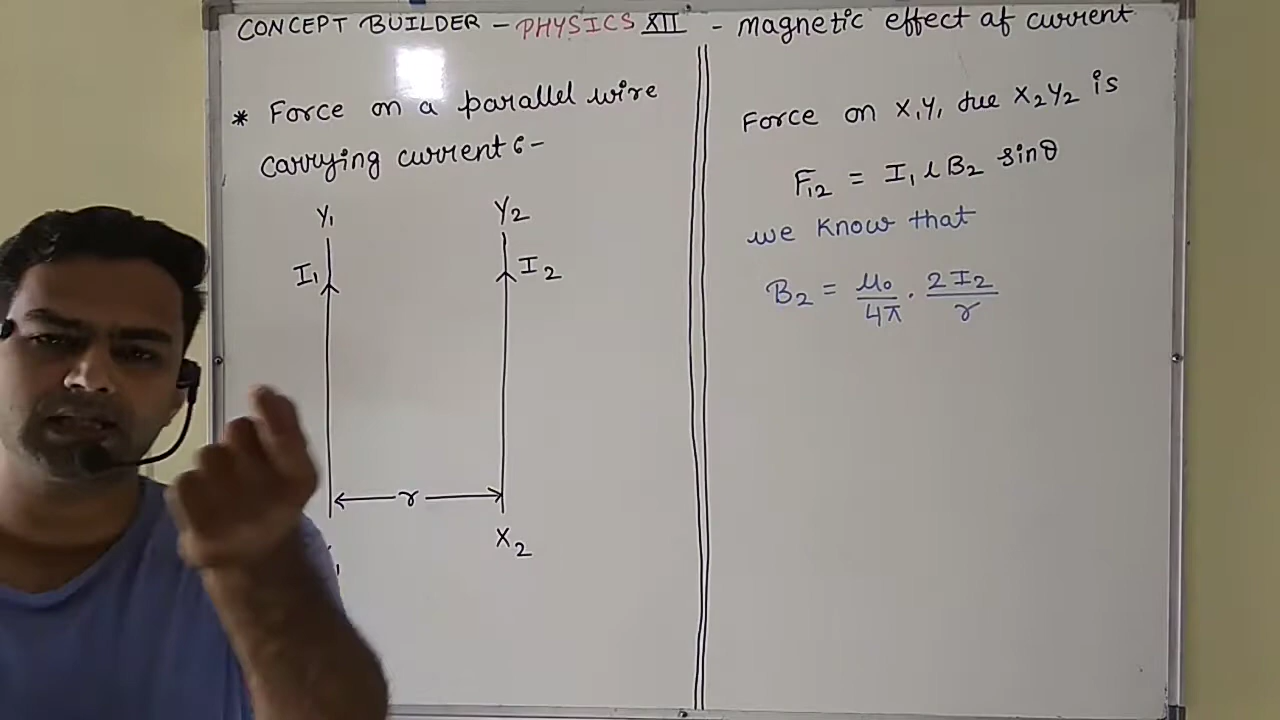 CONCEPT BUILDER - PHYSICS XII - magnetic effect of current
* Force on a parallel wire
carrying current :-
Y₁
Y₂
I₁
I₂
r
X₂
Force on X₁Y₁ due X₂Y₂ is
F₁₂ = I₁ l B₂ sinθ
we know that
B₂ = μ₀/4π . 2I₂/r